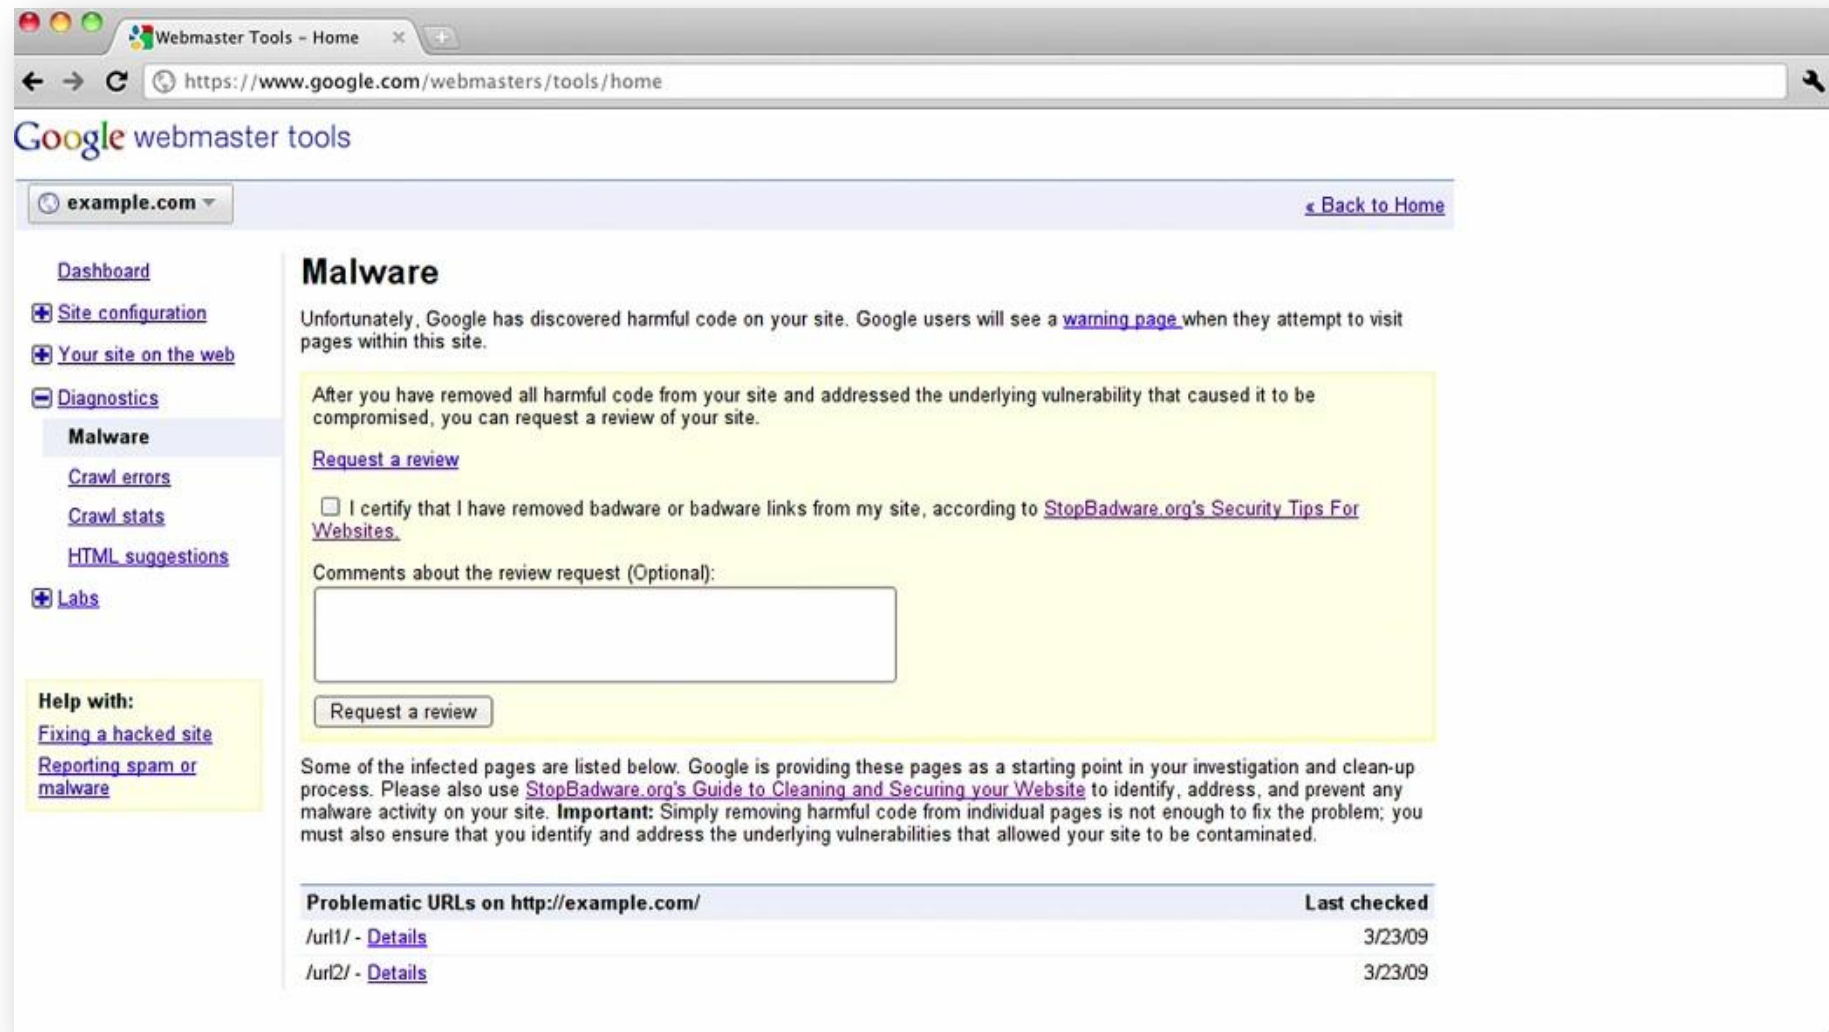 Webmaster Tools - Home
https://www.google.com/webmasters/tools/home
Google webmaster tools
example.com
« Back to Home
Dashboard
Site configuration
Your site on the web
Diagnostics
Malware
Crawl errors
Crawl stats
HTML suggestions
Labs
Help with:
Fixing a hacked site
Reporting spam or
malware
Malware
Unfortunately, Google has discovered harmful code on your site. Google users will see a warning page when they attempt to visit
pages within this site.
After you have removed all harmful code from your site and addressed the underlying vulnerability that caused it to be
compromised, you can request a review of your site.
Request a review
I certify that I have removed badware or badware links from my site, according to StopBadware.org's Security Tips For
Websites.
Comments about the review request (Optional):
Request a review
Some of the infected pages are listed below. Google is providing these pages as a starting point in your investigation and clean-up
process. Please also use StopBadware.org's Guide to Cleaning and Securing your Website to identify, address, and prevent any
malware activity on your site. Important: Simply removing harmful code from individual pages is not enough to fix the problem; you
must also ensure that you identify and address the underlying vulnerabilities that allowed your site to be contaminated.
Problematic URLs on http://example.com/ Last checked
/url1/ - Details 3/23/09
/url2/ - Details 3/23/09